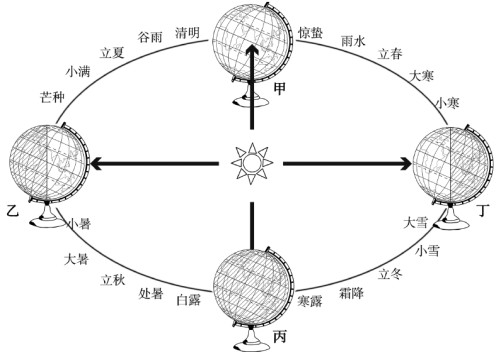 清明
惊蛰
谷雨
雨水
立夏
立春
小满
大寒
甲
芒种
小寒
乙
丁
小暑
大雪
大暑
小雪
立秋
立冬
处暑
霜降
白露
寒露
丙